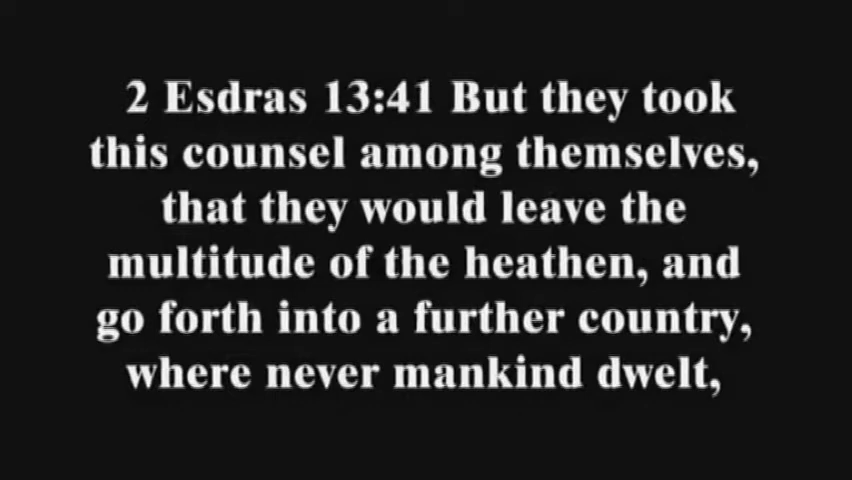 2 Esdras 13:41 But they took
this counsel among themselves,
that they would leave the
multitude of the heathen, and
go forth into a further country,
where never mankind dwelt,